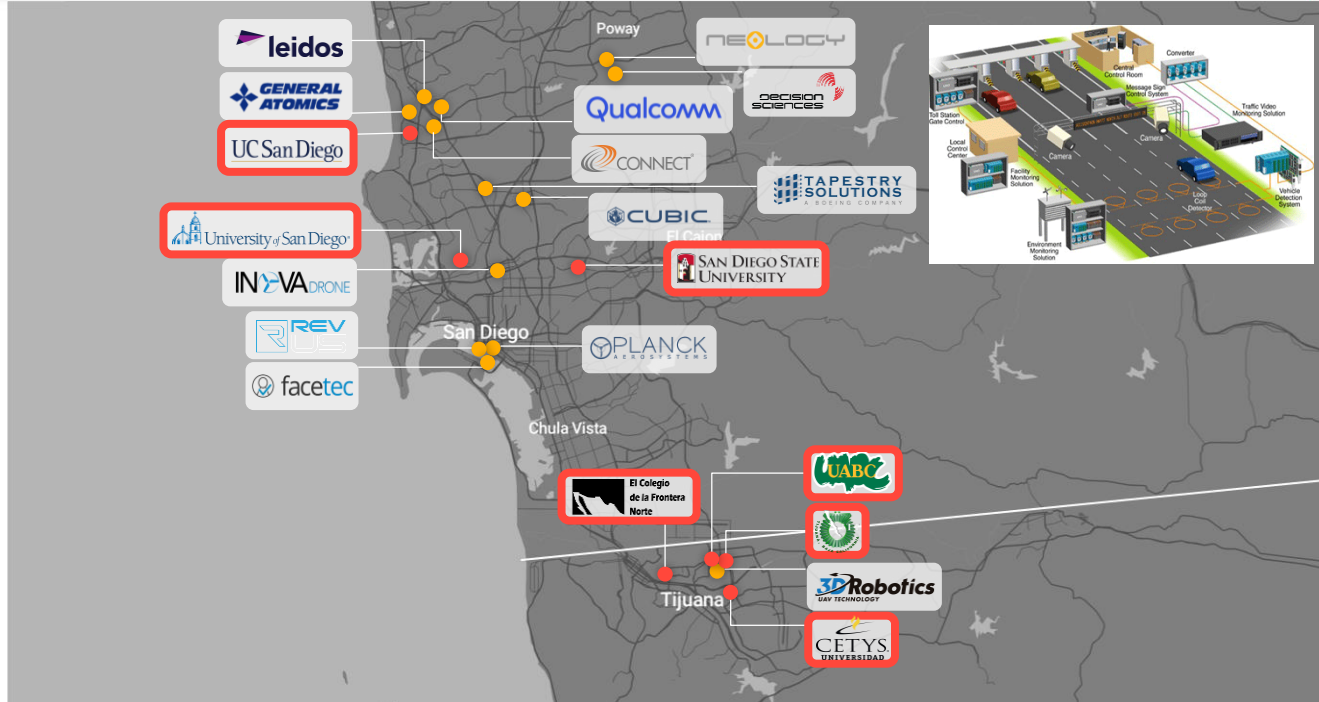 Poway
leidos
NEOLOGY
GENERAL
ATOMICS
DECISION
SCIENCES
Qualcomm
UC San Diego
CONNECT
TAPESTRY
SOLUTIONS
A BOEING COMPANY
CUBIC
El Cajon
University of San Diego
SAN DIEGO STATE
UNIVERSITY
INOVA DRONE
REV
San Diego
PLANCK
AEROSYSTEMS
facetec
Chula Vista
UABC
El Colegio
de la Frontera
Norte
3DRobotics
UAV TECHNOLOGY
Tijuana
CETYS
UNIVERSIDAD
Central
Control Room
Converter
Message Sign
Control System
Toll Station
Gate Control
Traffic Video
Monitoring Solution
Camera
Camera
Local
Control
Center
Facility
Monitoring
Solution
Loop
Coil
Detector
Vehicle
Detection
System
Environment
Monitoring
Solution